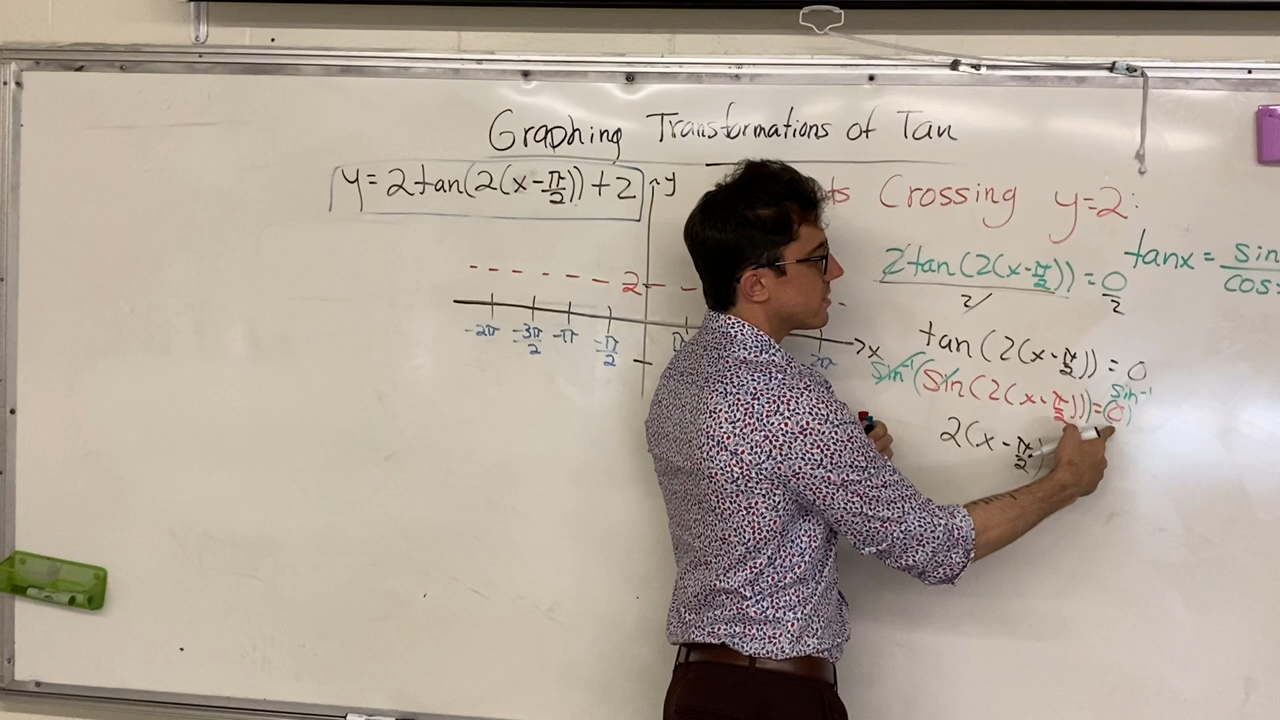 Graphing Transformations of Tan
y=2tan(2(x-π/2))+2
y
2
-2π -3π/2 -π -π/2 2π
x
Crossing y=2:
2tan(2(x-π/2))/2 = 0/2
tanx = sin
cos
tan(2(x-π/2))=0
sin⁻¹(sin(2(x-π/2)))=sin⁻¹(0)
2(x-π/2)